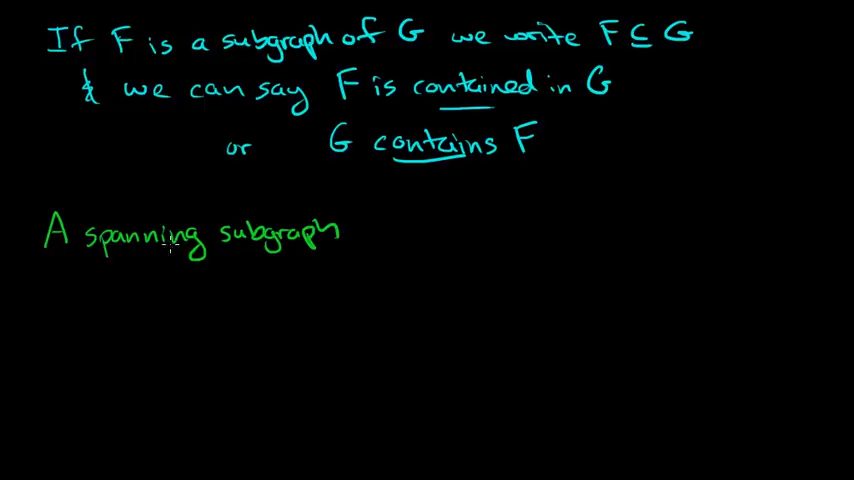 If F is a subgraph of G we write F ⊆ G
& we can say F is contained in G
or G contains F
A spanning subgraph